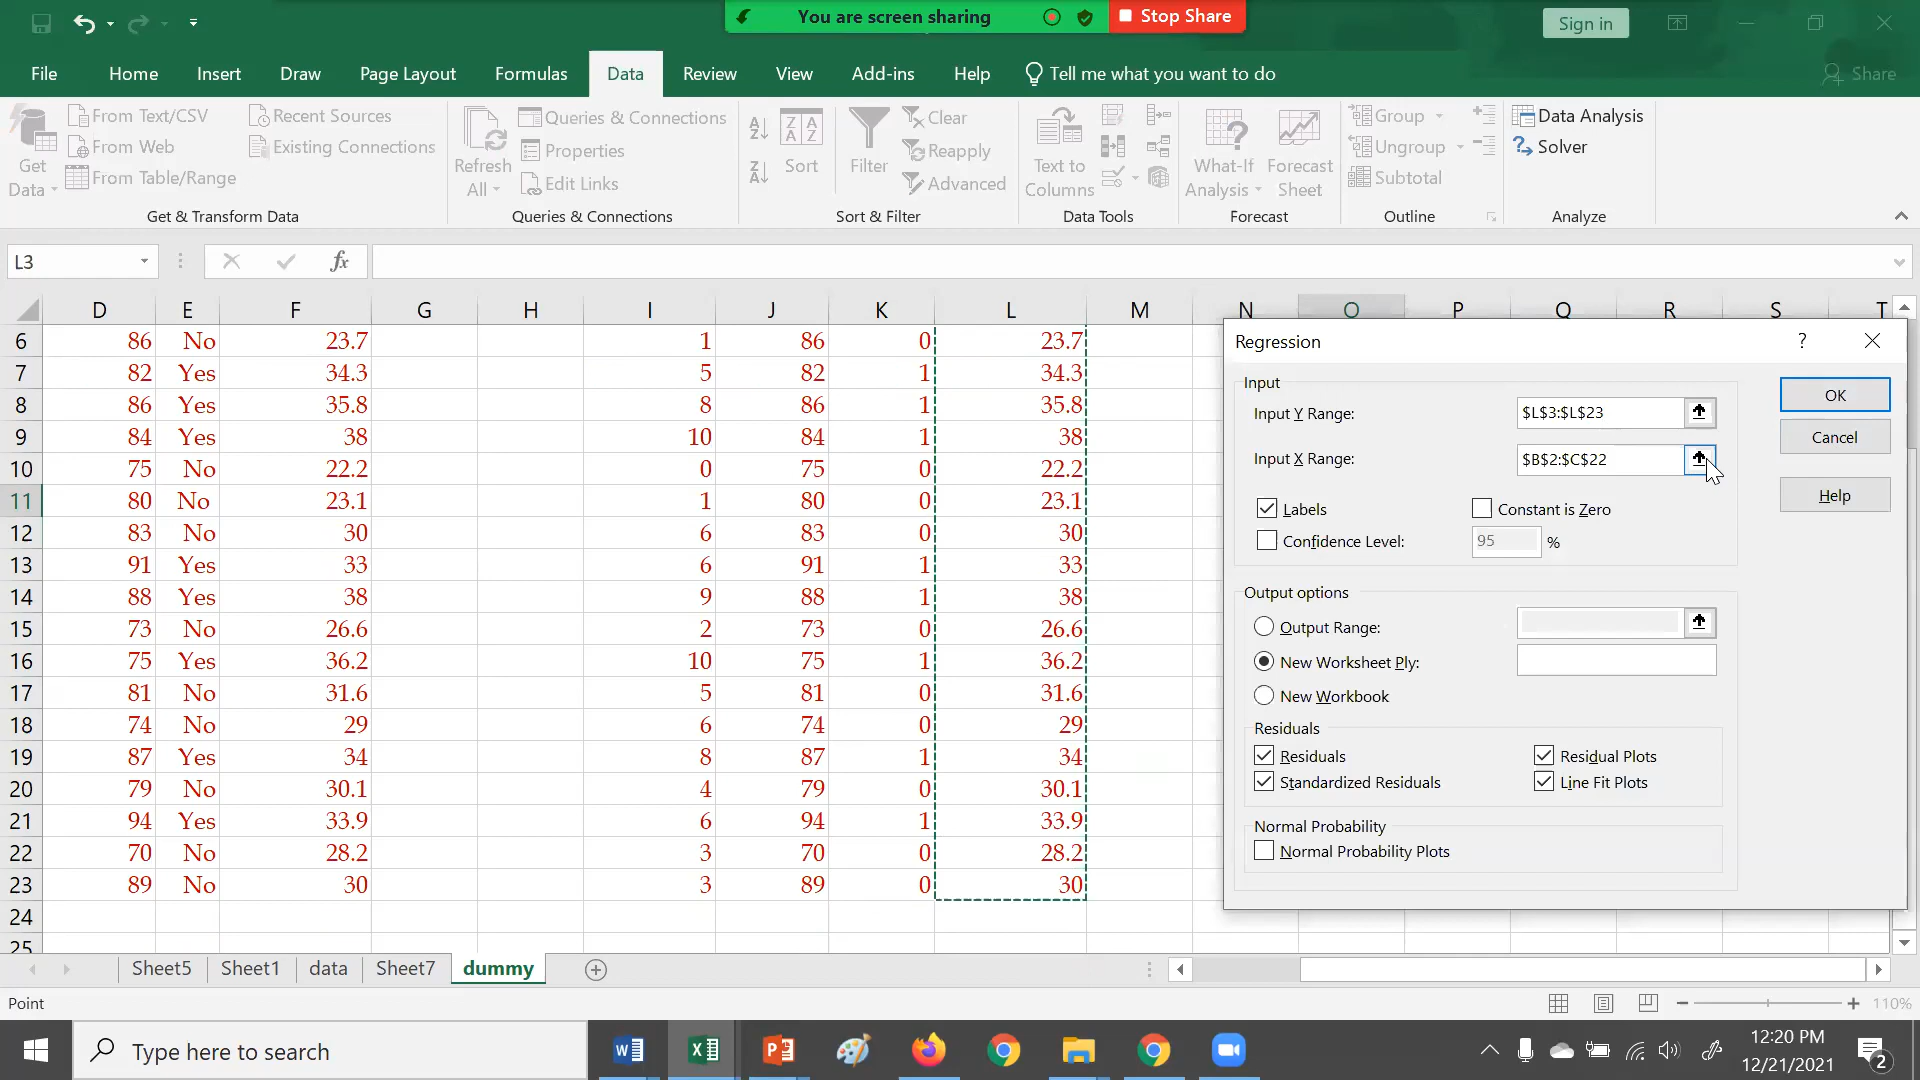 You are screen sharing
Stop Share
Sign in
File Home Insert Draw Page Layout Formulas Data Review View Add-ins Help Tell me what you want to do Share
Get Data
From Text/CSV
From Web
From Table/Range
Recent Sources
Existing Connections
Get & Transform Data
Refresh All
Queries & Connections
Properties
Edit Links
Queries & Connections
Sort
Filter
Clear
Reapply
Advanced
Sort & Filter
Text to Columns
Data Tools
What-If Analysis
Forecast Sheet
Forecast
Group
Ungroup
Subtotal
Outline
Data Analysis
Solver
Analyze
L3 fx
D E F G H I J K L M N O P Q R S T
6 86 No 23.7 1 86 0 23.7
7 82 Yes 34.3 5 82 1 34.3
8 86 Yes 35.8 8 86 1 35.8
9 84 Yes 38 10 84 1 38
10 75 No 22.2 0 75 0 22.2
11 80 No 23.1 1 80 0 23.1
12 83 No 30 6 83 0 30
13 91 Yes 33 6 91 1 33
14 88 Yes 38 9 88 1 38
15 73 No 26.6 2 73 0 26.6
16 75 Yes 36.2 10 75 1 36.2
17 81 No 31.6 5 81 0 31.6
18 74 No 29 6 74 0 29
19 87 Yes 34 8 87 1 34
20 79 No 30.1 4 79 0 30.1
21 94 Yes 33.9 6 94 1 33.9
22 70 No 28.2 3 70 0 28.2
23 89 No 30 3 89 0 30
24
25
Regression ?
Input
Input Y Range: $L$3:$L$23
Input X Range: $B$2:$C$22
Labels Constant is Zero
Confidence Level: 95 %
OK
Cancel
Help
Output options
Output Range:
New Worksheet Ply:
New Workbook
Residuals
Residuals Residual Plots
Standardized Residuals Line Fit Plots
Normal Probability
Normal Probability Plots
Sheet5 Sheet1 data Sheet7 dummy
Point 110%
Type here to search
12:20 PM
12/21/2021
2